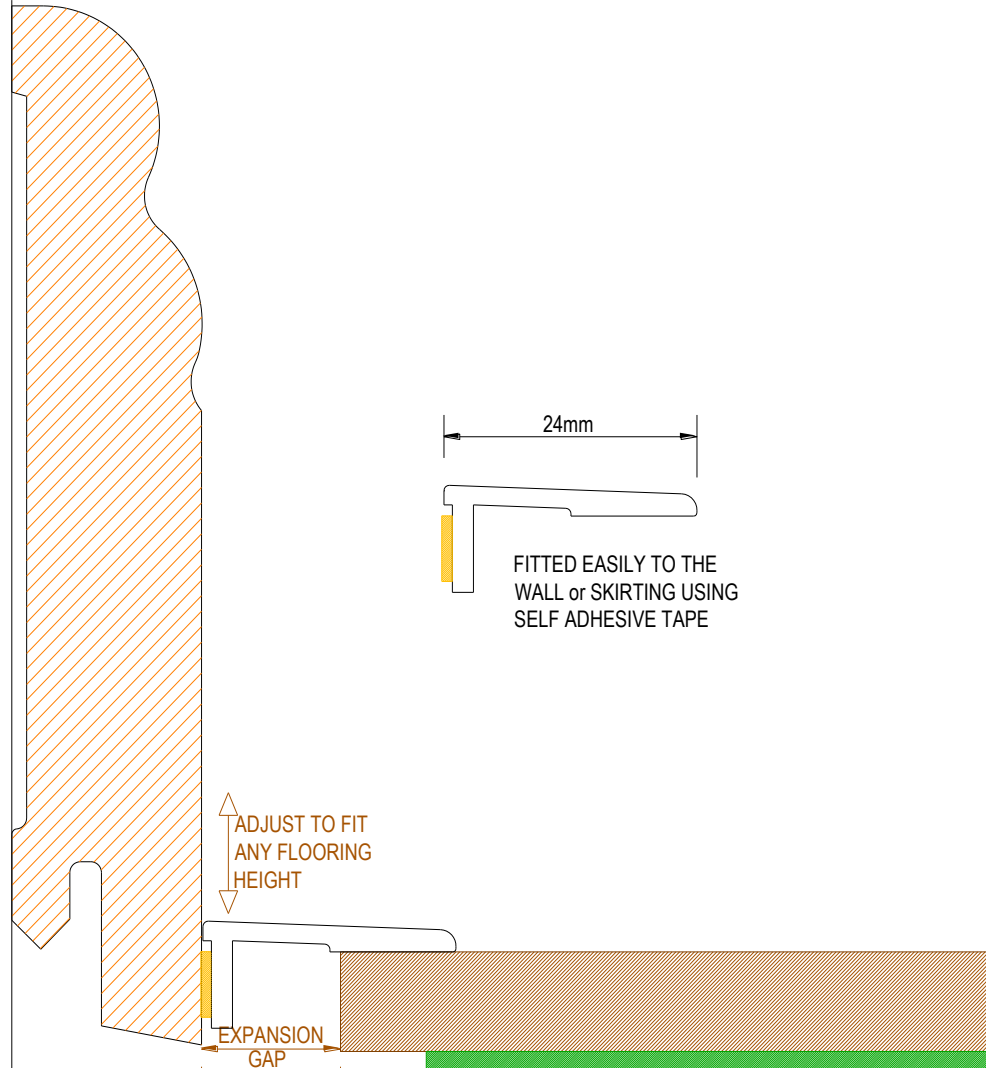 24mm
FITTED EASILY TO THE
WALL or SKIRTING USING
SELF ADHESIVE TAPE
ADJUST TO FIT
ANY FLOORING
HEIGHT
EXPANSION
GAP